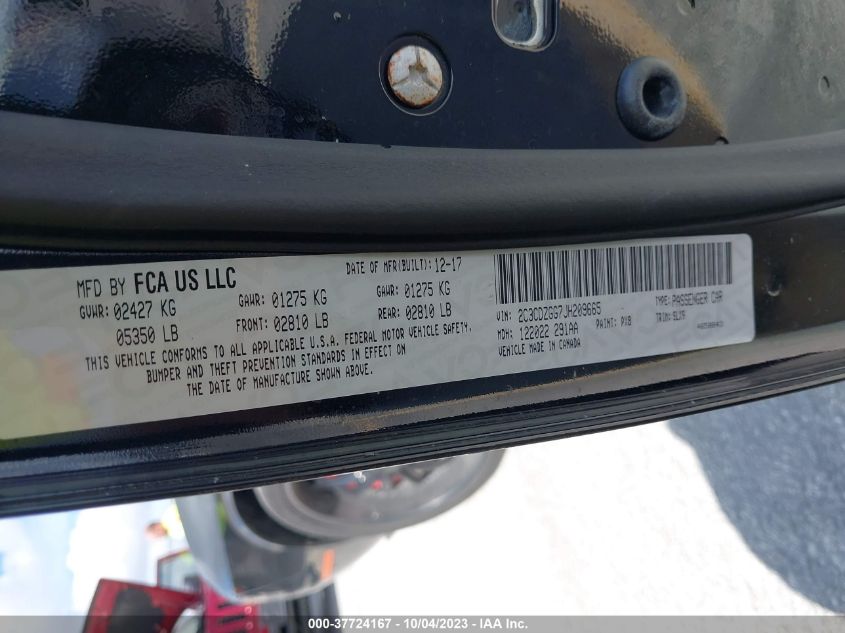 MFD BY FCA US LLC
DATE OF MFR(BUILT): 12-17
GVWR: 02427 KG
GAWR: 01275 KG
GAWR: 01275 KG
05350 LB
FRONT: 02810 LB
REAR: 02810 LB
THIS VEHICLE CONFORMS TO ALL APPLICABLE U.S.A. FEDERAL MOTOR VEHICLE SAFETY,
BUMPER AND THEFT PREVENTION STANDARDS IN EFFECT ON
THE DATE OF MANUFACTURE SHOWN ABOVE.
VIN: 2C3CDZGG7JH209665
TYPE: PASSENGER CAR
MDH: 122022 291AA
PAINT: PX8
TRIM: SLX9
VEHICLE MADE IN CANADA
000-37724167 - 10/04/2023 - IAA Inc.